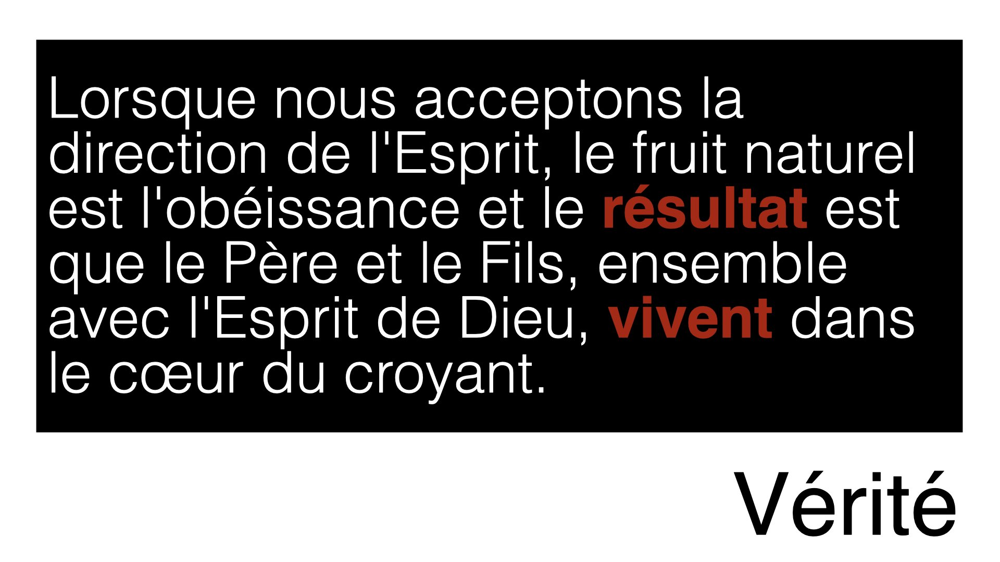 Lorsque nous acceptons la
direction de l'Esprit, le fruit naturel
est l'obéissance et le résultat est
que le Père et le Fils, ensemble
avec l'Esprit de Dieu, vivent dans
le cœur du croyant.
Vérité